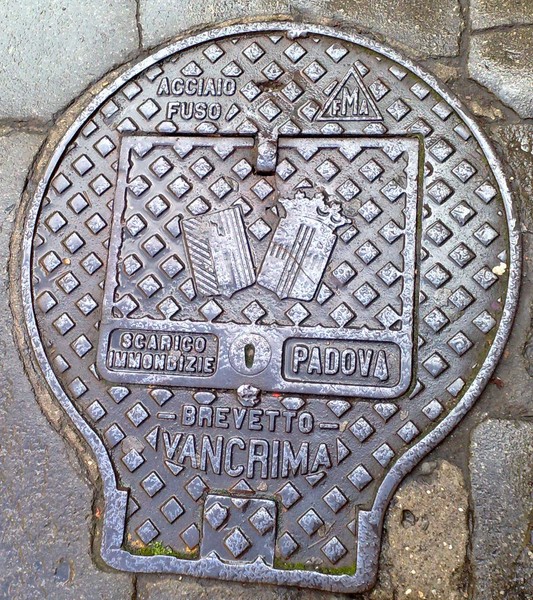 ACCIAIO
FUSO
FMA
SCARICO
IMMONDIZIE
PADOVA
BREVETTO
VANCRIMA